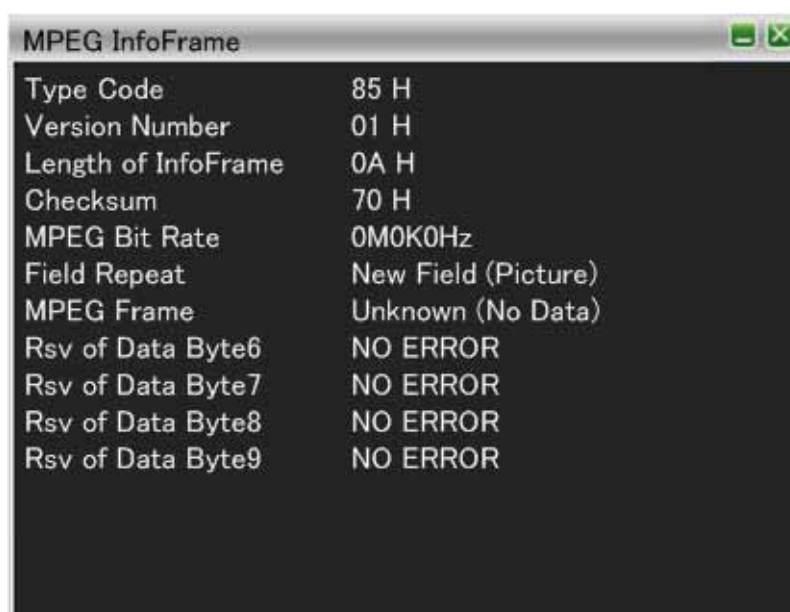 MPEG InfoFrame
Type Code 85 H
Version Number 01 H
Length of InfoFrame 0A H
Checksum 70 H
MPEG Bit Rate 0M0K0Hz
Field Repeat New Field (Picture)
MPEG Frame Unknown (No Data)
Rsv of Data Byte6 NO ERROR
Rsv of Data Byte7 NO ERROR
Rsv of Data Byte8 NO ERROR
Rsv of Data Byte9 NO ERROR